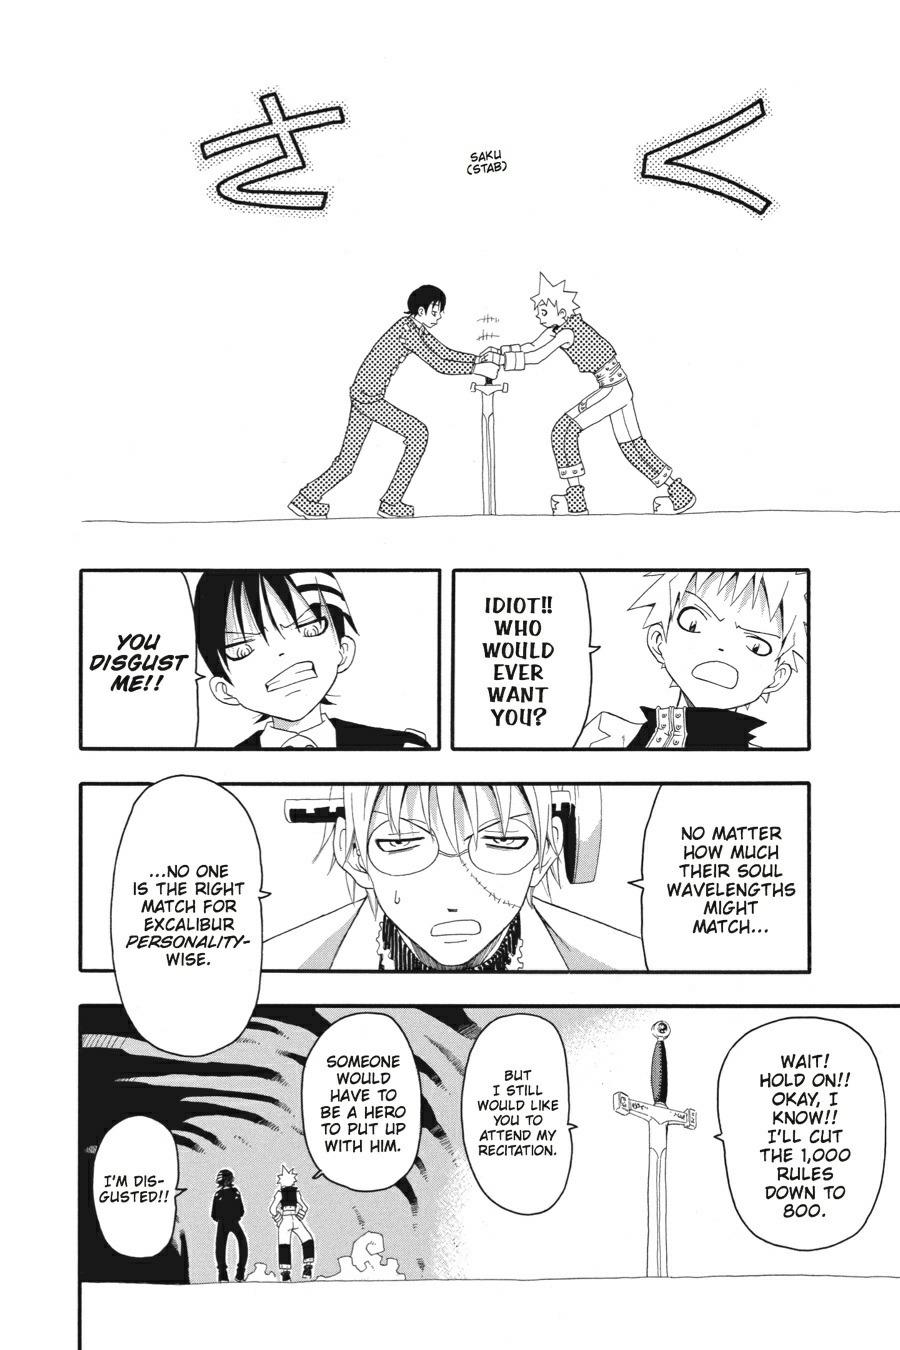 さく
SAKU
(STAB)
IDIOT!!
WHO
WOULD
EVER
WANT
YOU?
YOU
DISGUST
ME!!
NO MATTER
HOW MUCH
THEIR SOUL
WAVELENGTHS
MIGHT
MATCH...
...NO ONE
IS THE RIGHT
MATCH FOR
EXCALIBUR
PERSONALITY-
WISE.
WAIT!
HOLD ON!!
OKAY, I
KNOW!!
I'LL CUT
THE 1,000
RULES
DOWN TO
800.
BUT
I STILL
WOULD LIKE
YOU TO
ATTEND MY
RECITATION.
SOMEONE
WOULD
HAVE TO
BE A HERO
TO PUT UP
WITH HIM.
I'M DIS-
GUSTED!!